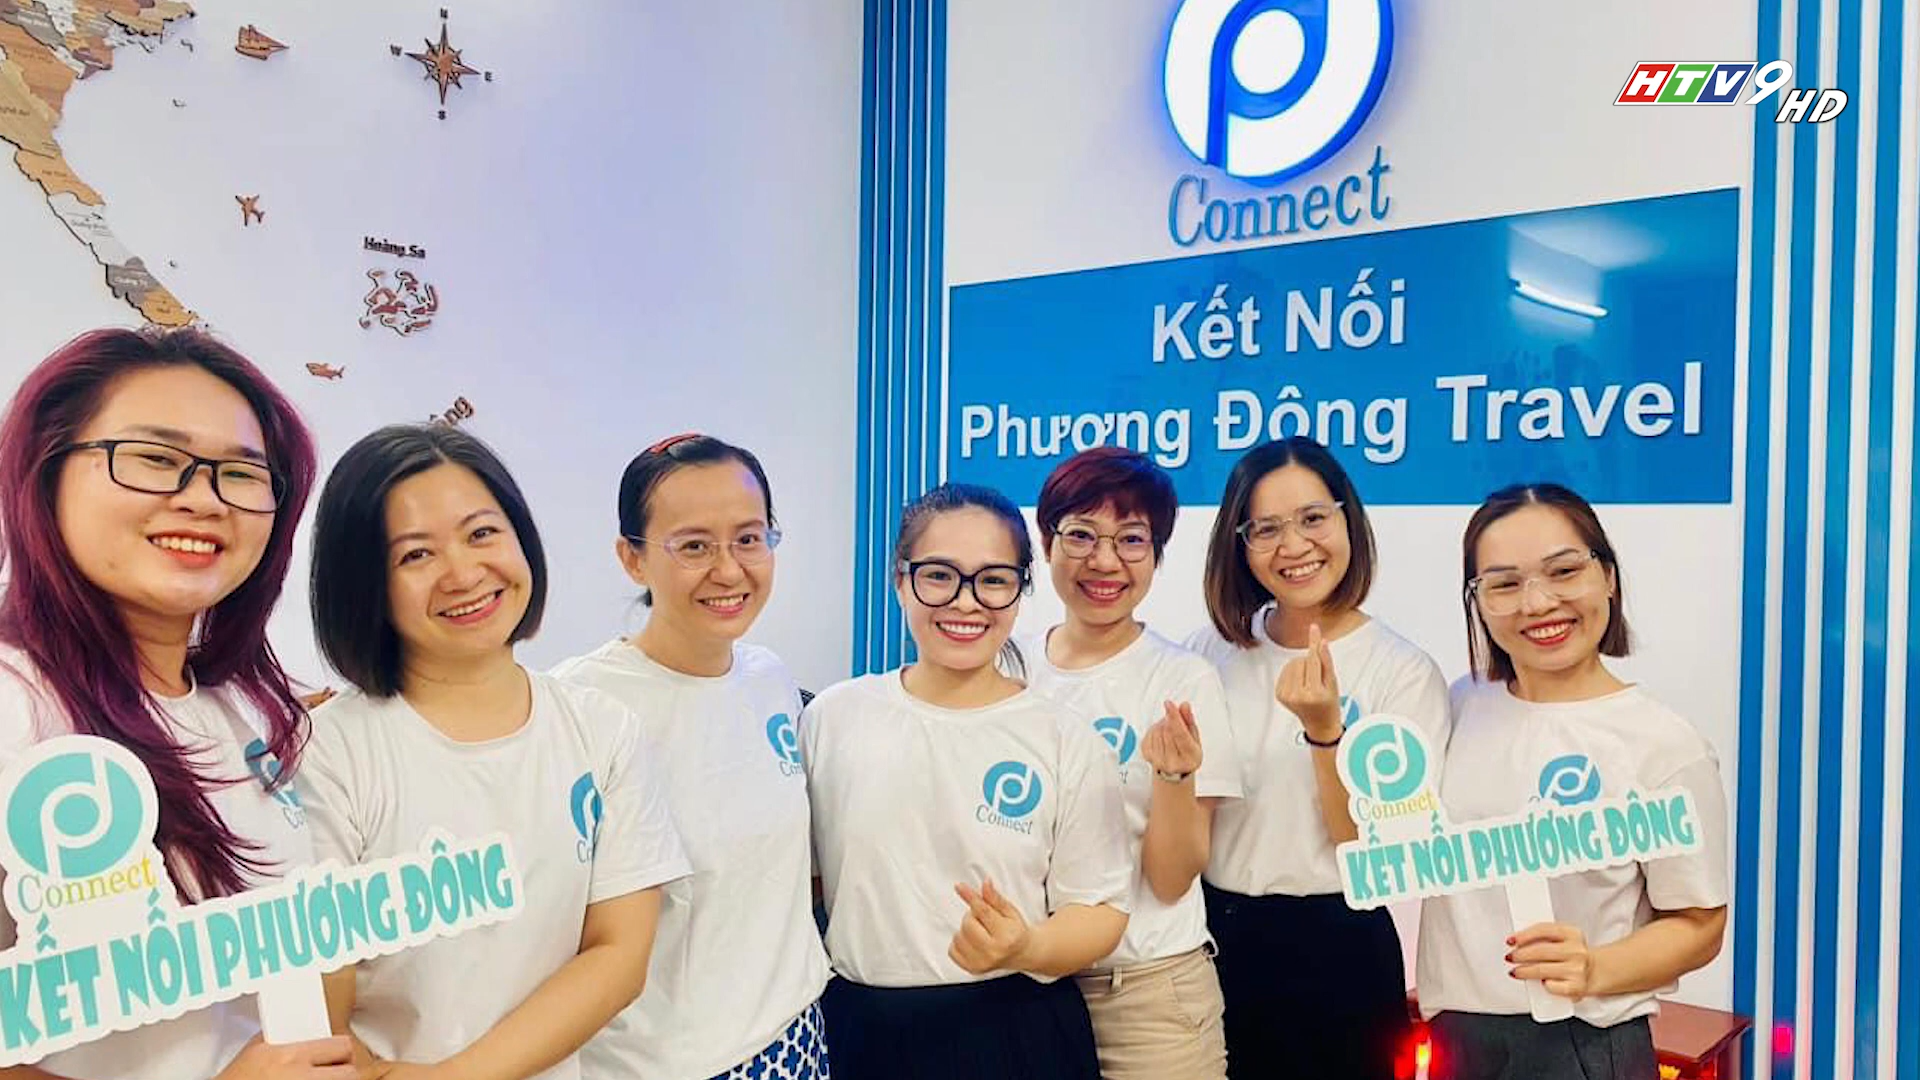 HTV9 HD
N
W
E
S
Hoàng Sa
Connect
Kết Nối
Phương Đông Travel
Connect
Connect
KẾT NỐI PHƯƠNG ĐÔNG
Connect
KẾT NỐI PHƯƠNG ĐÔNG